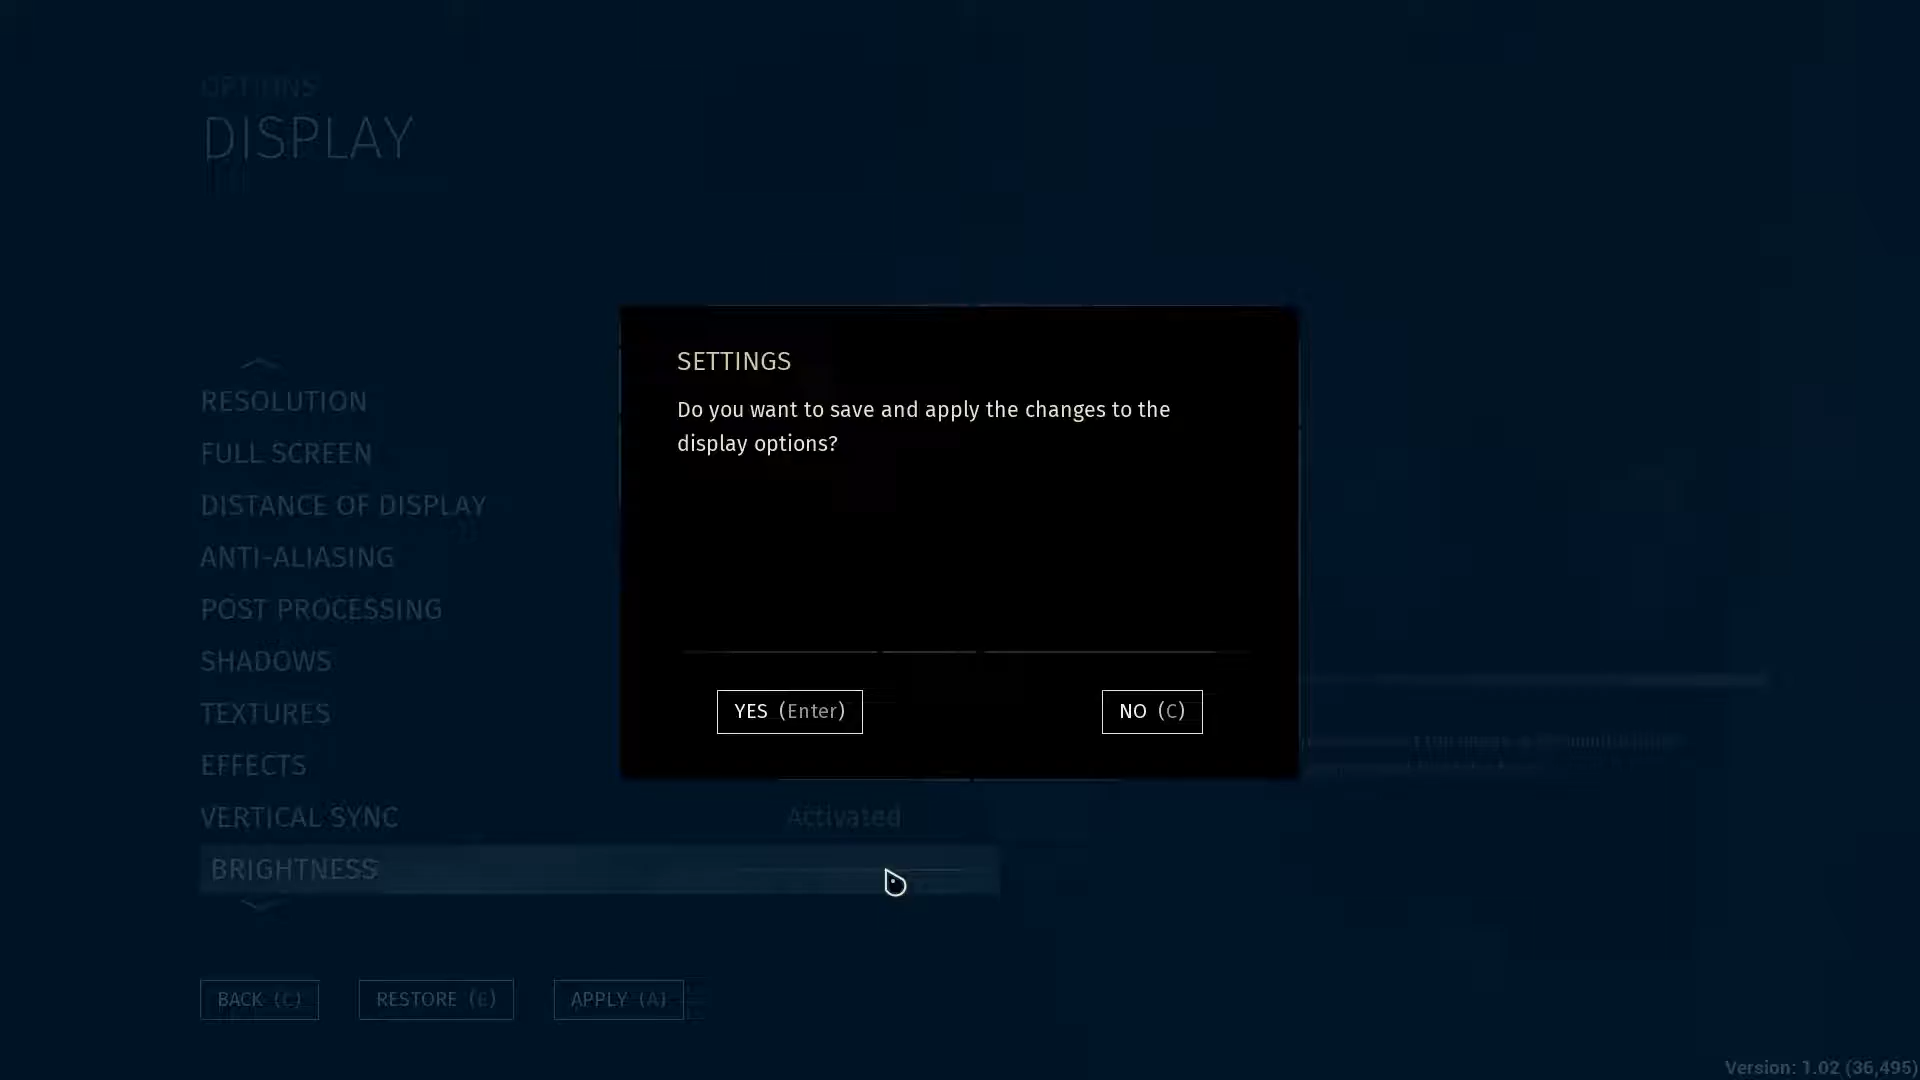 OPTIONS
DISPLAY
RESOLUTION
FULL SCREEN
DISTANCE OF DISPLAY
ANTI-ALIASING
POST PROCESSING
SHADOWS
TEXTURES
EFFECTS
VERTICAL SYNC Activated
BRIGHTNESS
SETTINGS
Do you want to save and apply the changes to the
display options?
YES (Enter) NO (C)
BACK (C) RESTORE (E) APPLY (A)
Version: 1.02 (36,495)